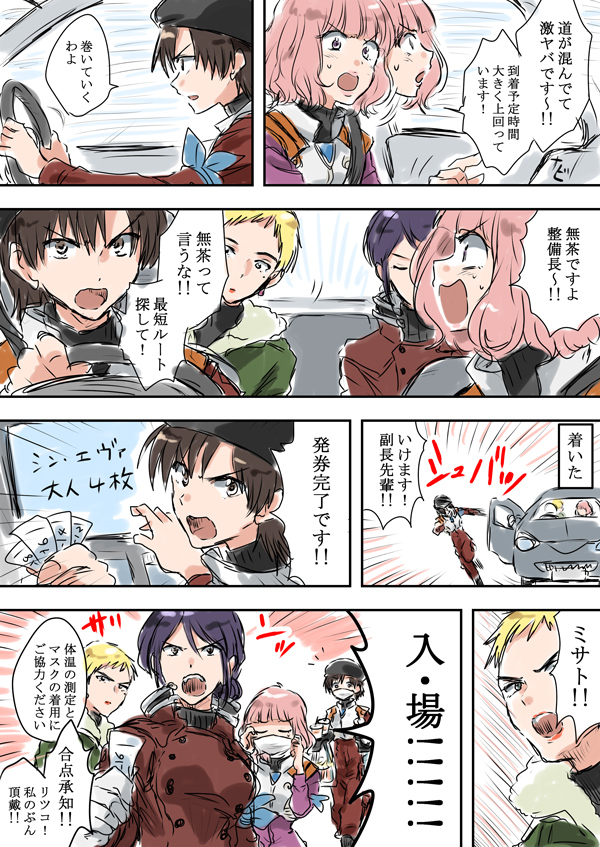 道が混んでて
激ヤバです〜!!
到着予定時間
大きく上回って
います!
ビ
巻いていく
わよ
無茶ですよ
整備長〜!!
無茶って
言うな!!
最短ルート
探して!
着いた
シュバッ
いけます!
副長先輩!!
発券完了です!!
シン・エヴァ
大人4枚
ミサト!!
入・場!!!!!
ザッ
体温の測定と
マスクの着用に
ご協力ください
合点承知!!
リツコ!
私のぶん
頂戴!!